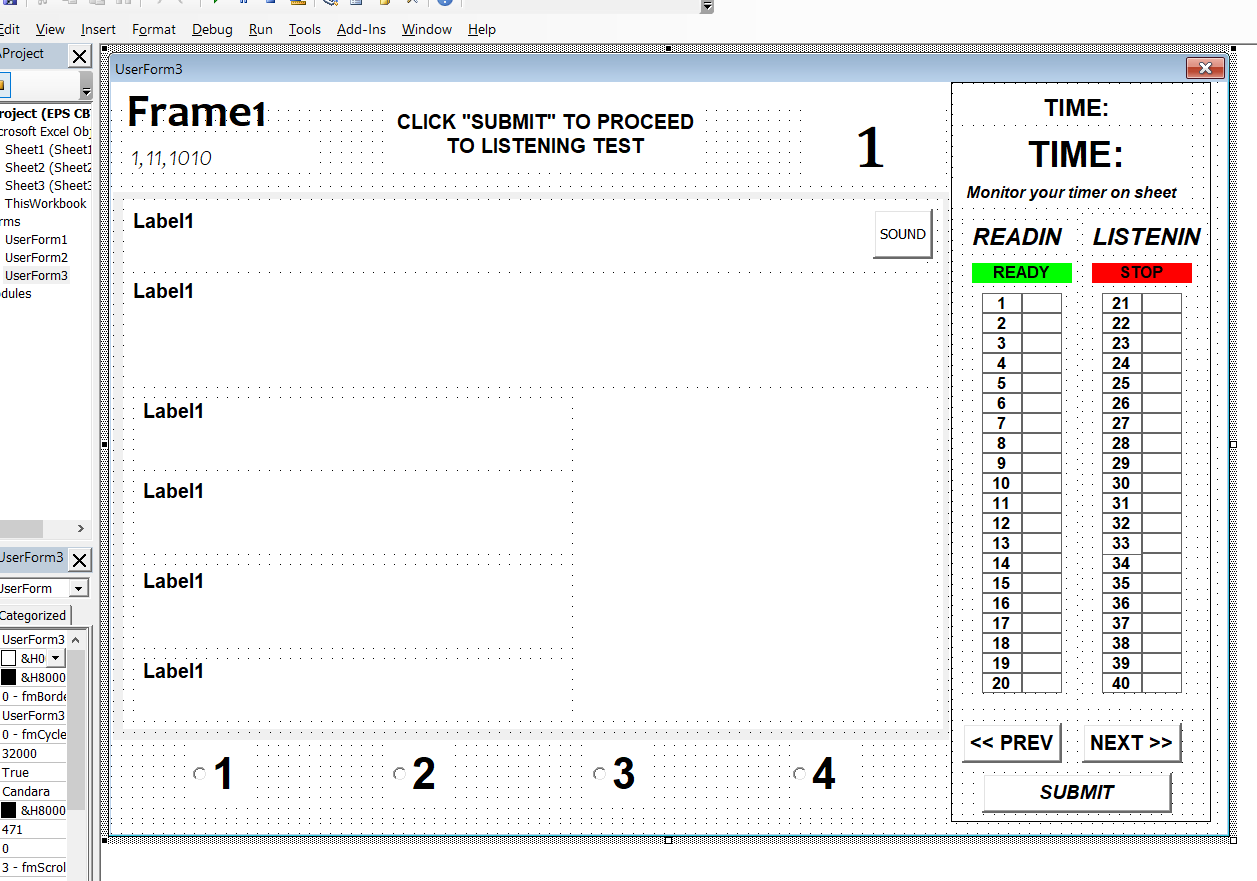 Edit View Insert Format Debug Run Tools Add-Ins Window Help
AProject
roject (EPS CB
crosoft Excel Obj
Sheet1 (Sheet1
Sheet2 (Sheet2
Sheet3 (Sheet3
ThisWorkbook
rms
UserForm1
UserForm2
UserForm3
odules
UserForm3
UserForm
Categorized
UserForm3
&H0
&H8000
0 - fmBorde
UserForm3
0 - fmCycle
32000
True
Candara
&H8000
471
0
3 - fmScrol
UserForm3
Frame1
1,11,1010
CLICK "SUBMIT" TO PROCEED
TO LISTENING TEST
1
Label1
SOUND
Label1
Label1
Label1
Label1
Label1
1 2 3 4
TIME:
TIME:
Monitor your timer on sheet
READIN LISTENIN
READY STOP
1 21
2 22
3 23
4 24
5 25
6 26
7 27
8 28
9 29
10 30
11 31
12 32
13 33
14 34
15 35
16 36
17 37
18 38
19 39
20 40
<< PREV NEXT >>
SUBMIT